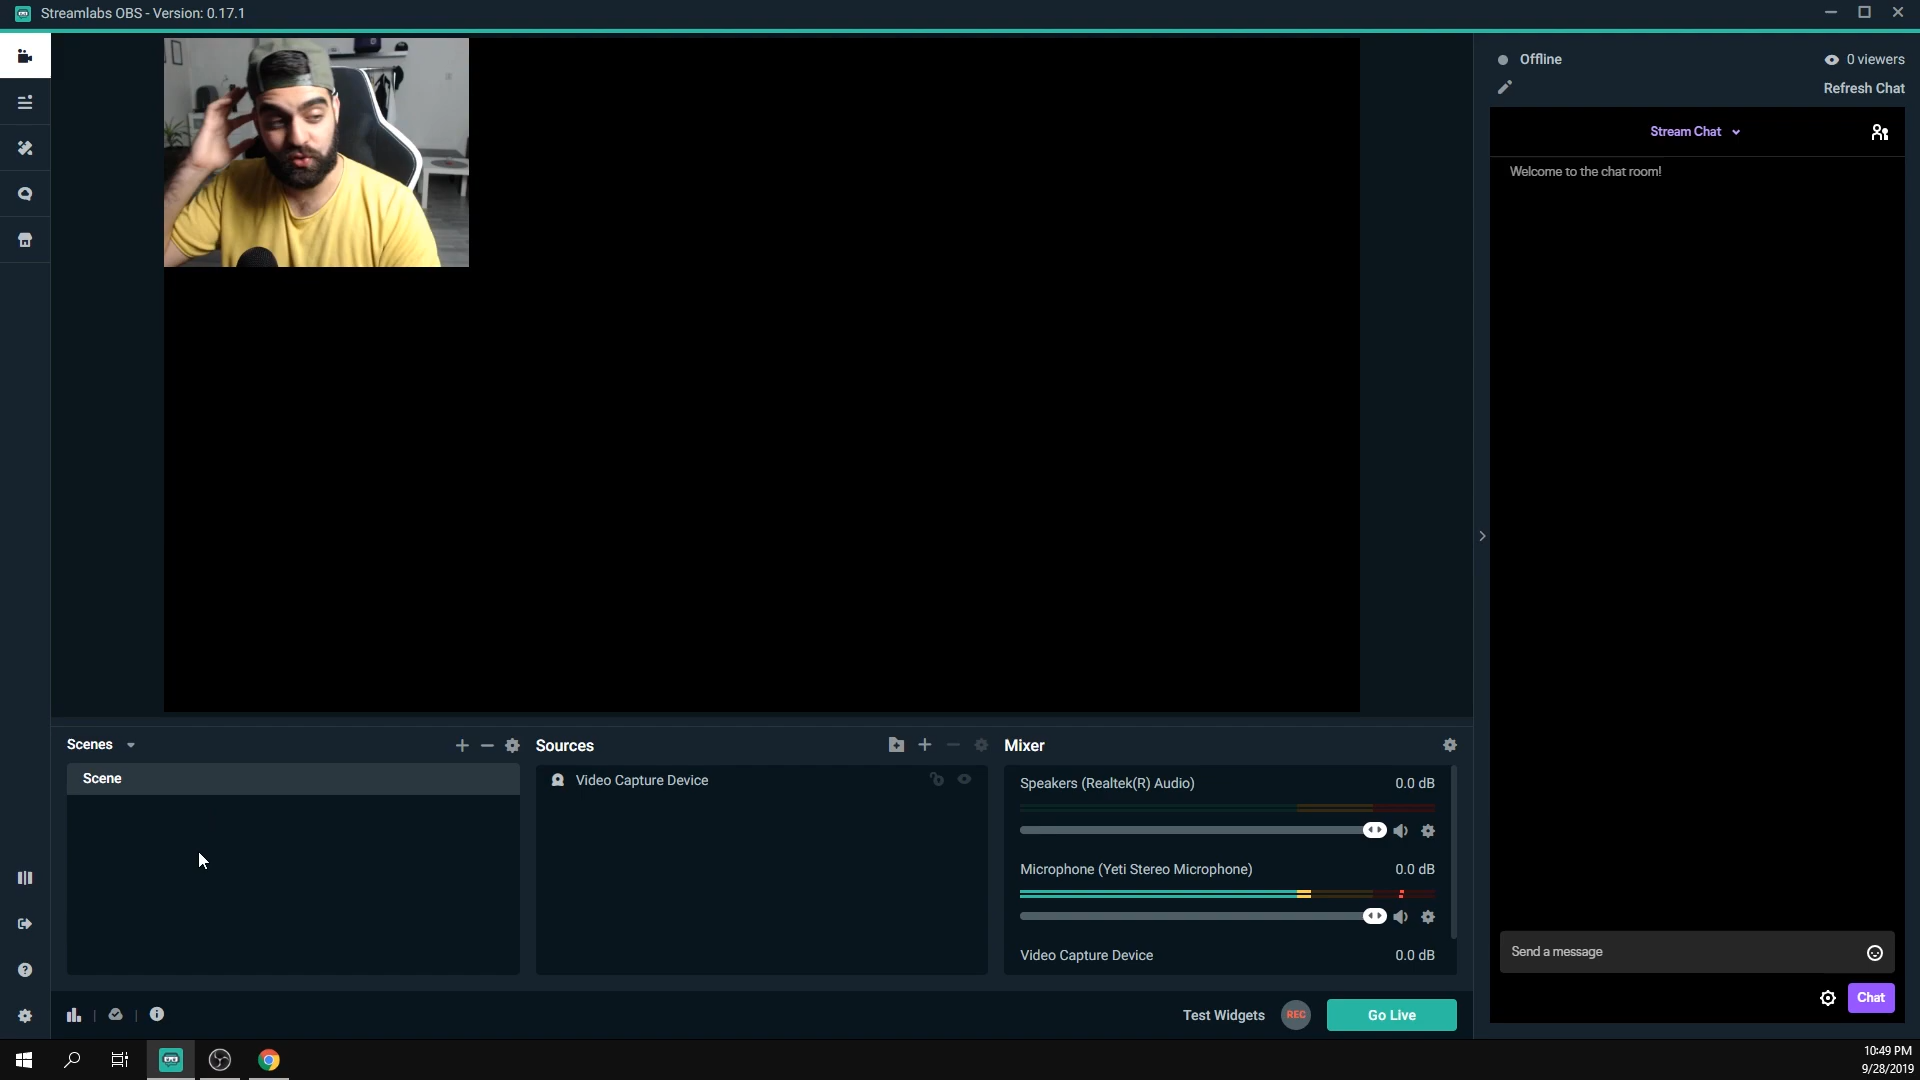 Streamlabs OBS - Version: 0.17.1
Offline
0 viewers
Refresh Chat
Stream Chat
Welcome to the chat room!
Scenes
Scene
Sources
Video Capture Device
Mixer
Speakers (Realtek(R) Audio)
0.0 dB
Microphone (Yeti Stereo Microphone)
0.0 dB
Video Capture Device
0.0 dB
Send a message
Chat
Test Widgets
REC
Go Live
10:49 PM
9/28/2019